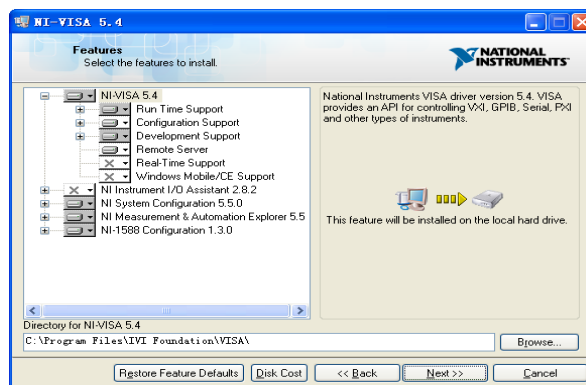 NI-VISA 5.4
Features
Select the features to install.
NATIONAL
INSTRUMENTS
NI-VISA 5.4
Run Time Support
Configuration Support
Development Support
Remote Server
Real-Time Support
Windows Mobile/CE Support
NI Instrument I/O Assistant 2.8.2
NI System Configuration 5.5.0
NI Measurement & Automation Explorer 5.5
NI-1588 Configuration 1.3.0
National Instruments VISA driver version 5.4. VISA
provides an API for controlling VXI, GPIB, Serial, PXI
and other types of instruments.
This feature will be installed on the local hard drive.
Directory for NI-VISA 5.4
C:\Program Files\IVI Foundation\VISA\
Browse...
Restore Feature Defaults
Disk Cost
<< Back
Next >>
Cancel